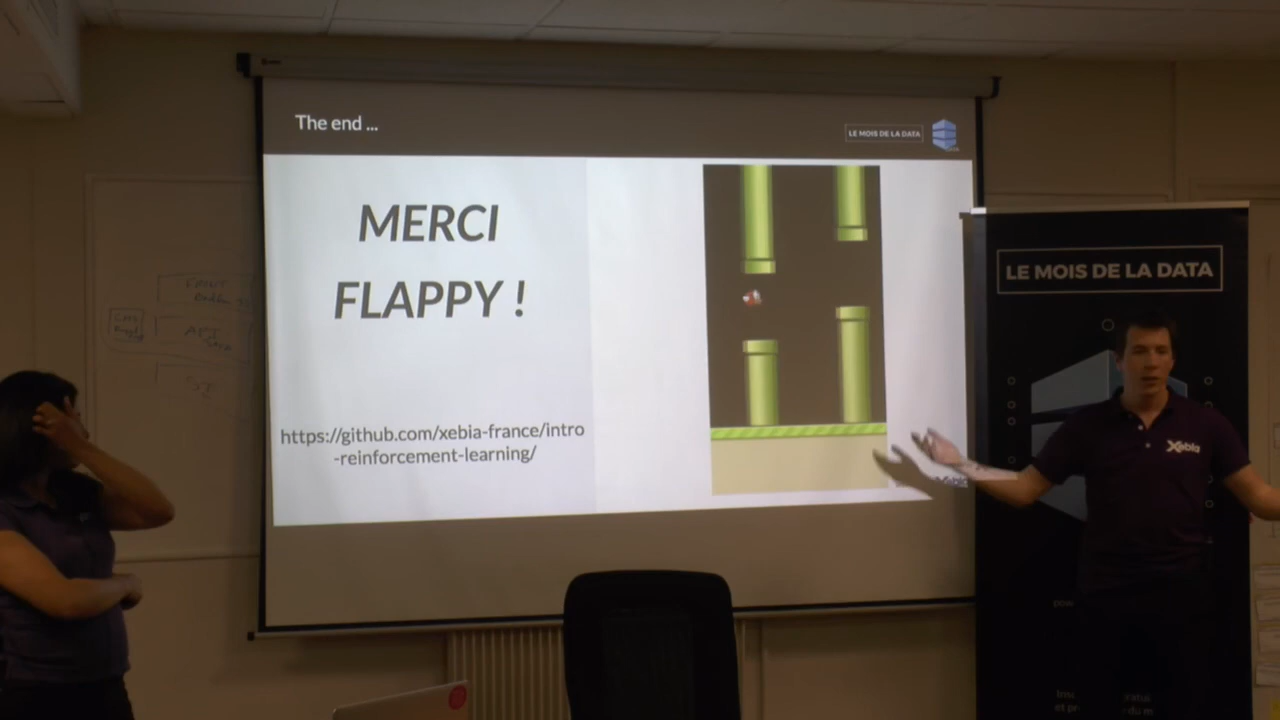 The end ...
LE MOIS DE LA DATA
MERCI
FLAPPY !
https://github.com/xebia-france/intro
-reinforcement-learning/
LE MOIS DE LA DATA
Xebia